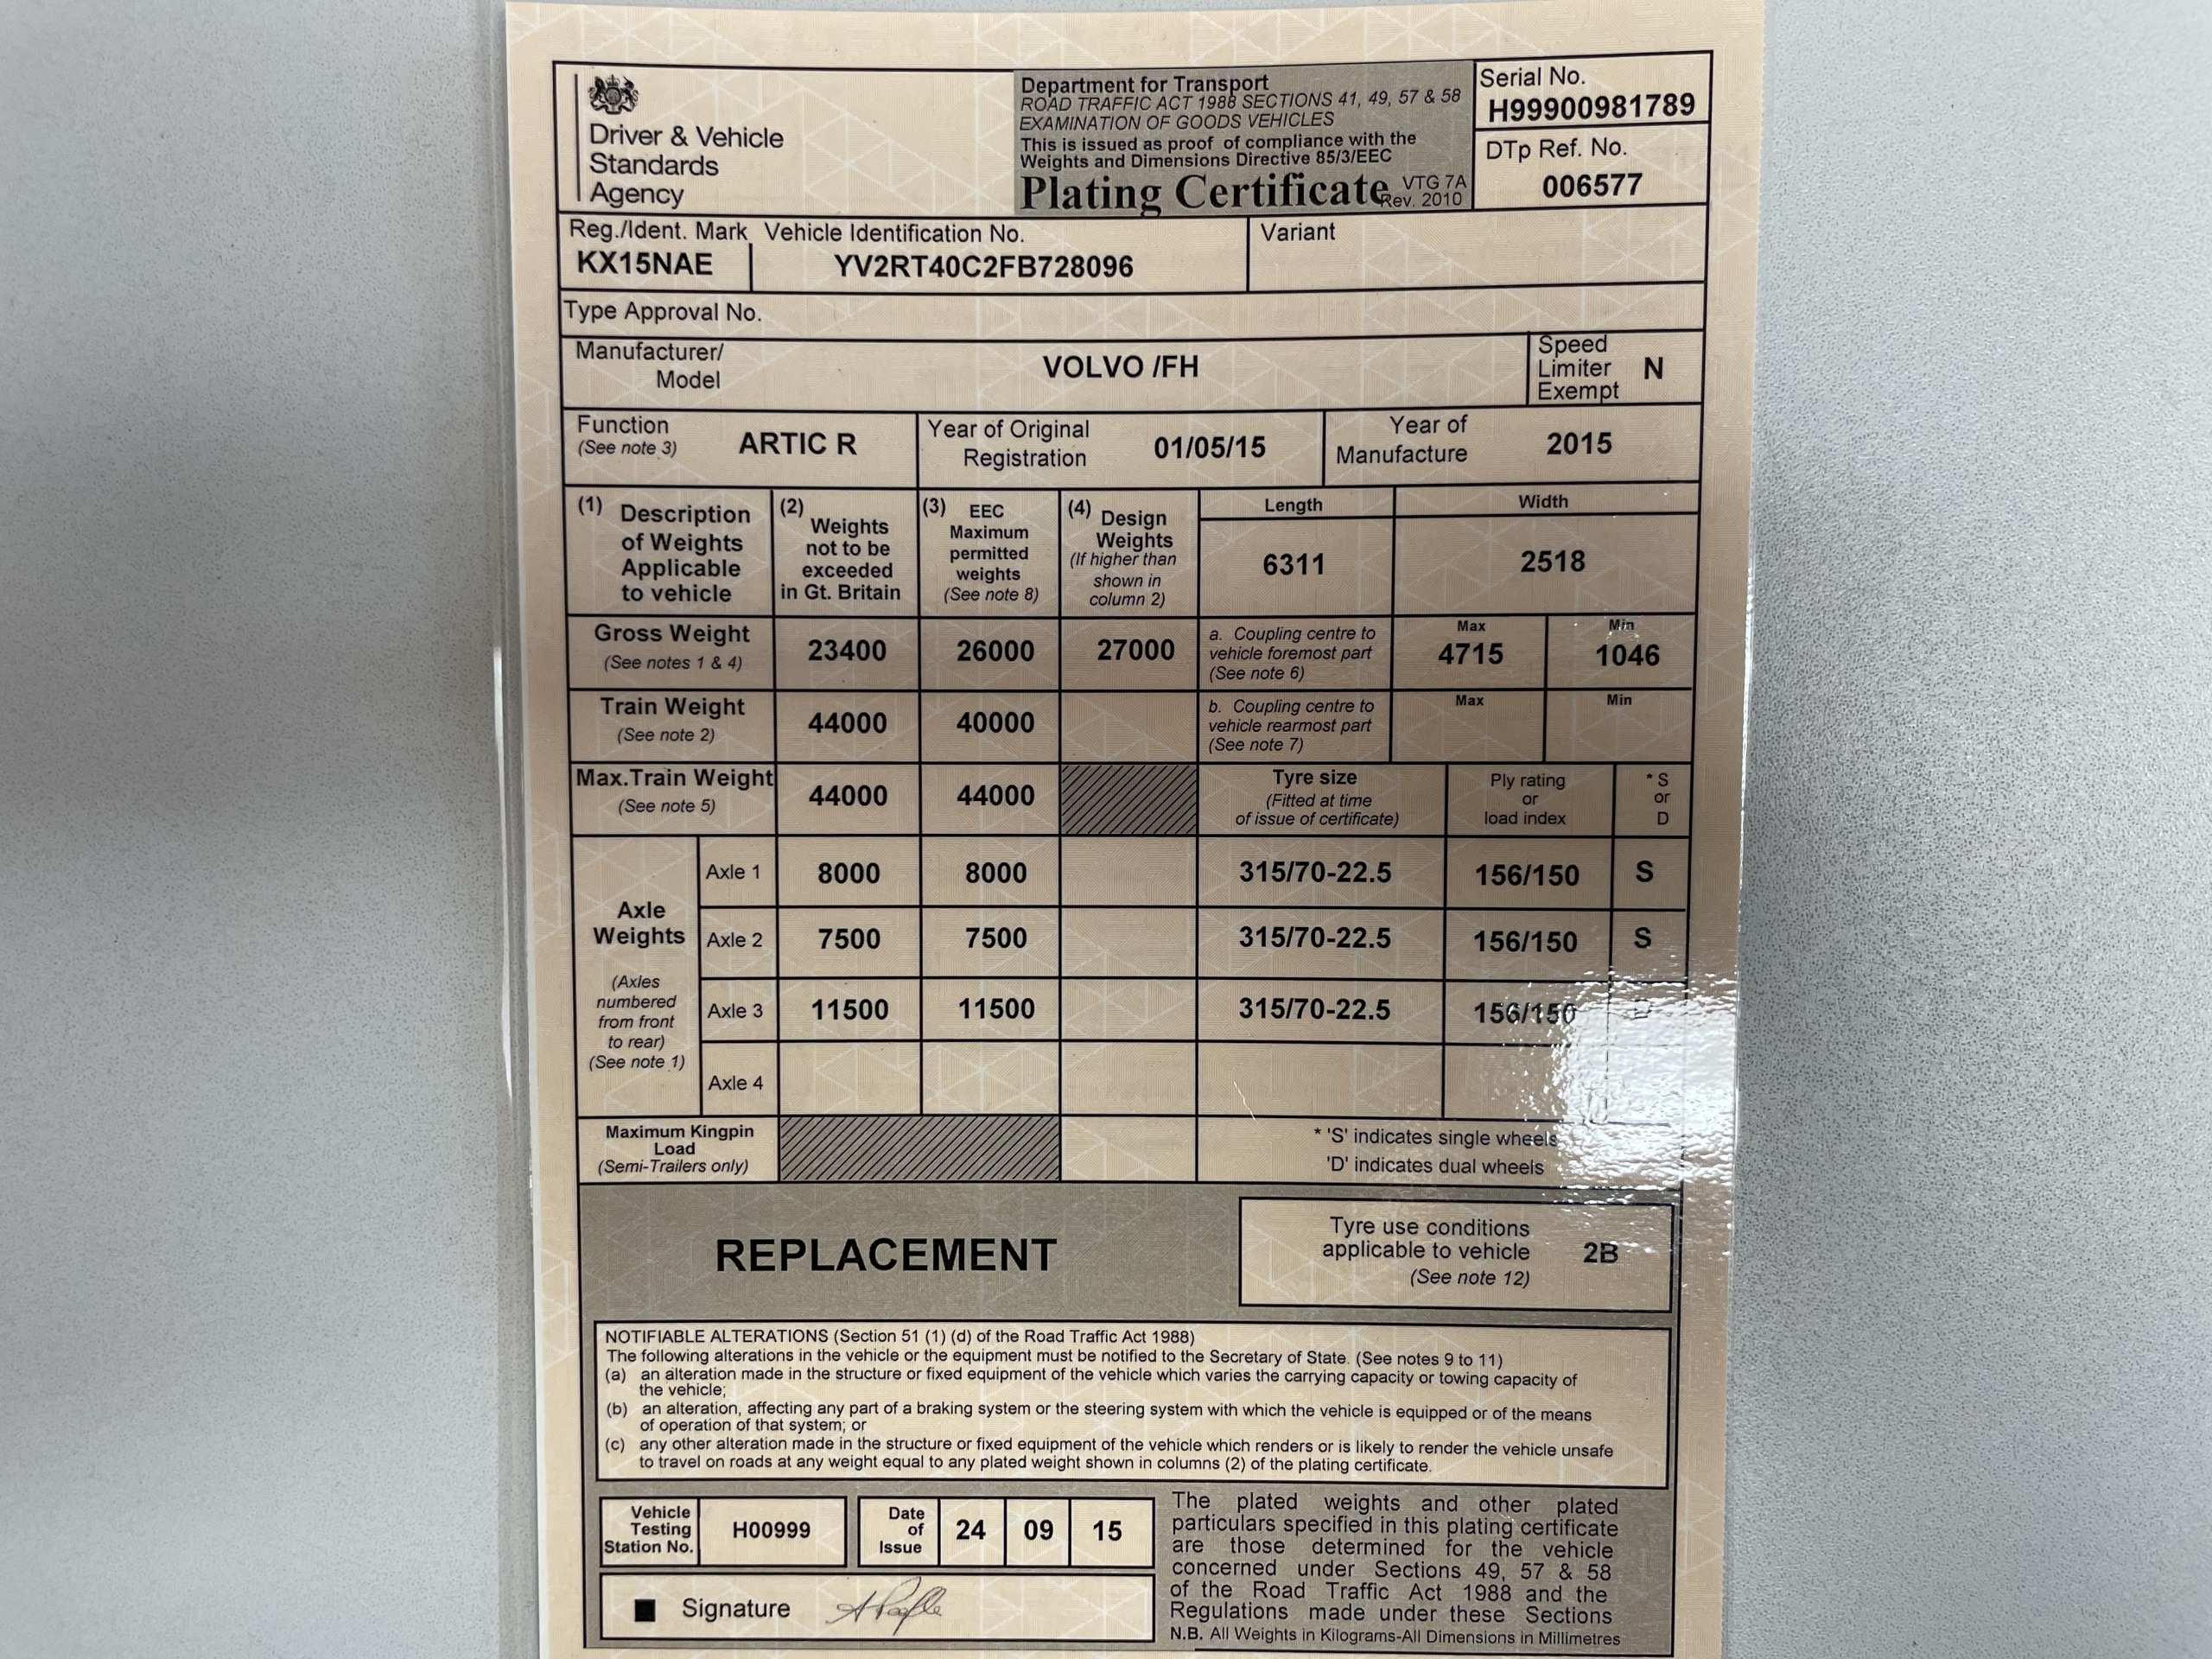 Driver & Vehicle
Standards
Agency
Department for Transport
ROAD TRAFFIC ACT 1988 SECTIONS 41, 49, 57 & 58
EXAMINATION OF GOODS VEHICLES
This is issued as proof of compliance with the
Weights and Dimensions Directive 85/3/EEC
Plating Certificate VTG 7A
Rev. 2010
Serial No.
H99900981789
DTp Ref. No.
006577
Reg./Ident. Mark Vehicle Identification No. Variant
KX15NAE YV2RT40C2FB728096
Type Approval No.
Manufacturer/
Model
VOLVO /FH
Speed
Limiter
Exempt
N
Function
(See note 3)
ARTIC R
Year of Original
Registration
01/05/15
Year of
Manufacture
2015
(1) Description
of Weights
Applicable
to vehicle
(2) Weights
not to be
exceeded
in Gt. Britain
(3) EEC
Maximum
permitted
weights
(See note 8)
(4) Design
Weights
(If higher than
shown in
column 2)
Length
6311
Width
2518
Gross Weight
(See notes 1 & 4)
23400 26000 27000
a. Coupling centre to
vehicle foremost part
(See note 6)
Max
4715
Min
1046
Train Weight
(See note 2)
44000 40000
b. Coupling centre to
vehicle rearmost part
(See note 7)
Max
Min
Max.Train Weight
(See note 5)
44000 44000
Tyre size
(Fitted at time
of issue of certificate)
Ply rating
or
load index
* S
or
D
Axle
Weights
(Axles
numbered
from front
to rear)
(See note 1)
Axle 1 8000 8000 315/70-22.5 156/150 S
Axle 2 7500 7500 315/70-22.5 156/150 S
Axle 3 11500 11500 315/70-22.5 156/150
Axle 4
Maximum Kingpin
Load
(Semi-Trailers only)
* 'S' indicates single wheels
'D' indicates dual wheels
REPLACEMENT
Tyre use conditions
applicable to vehicle
(See note 12)
2B
NOTIFIABLE ALTERATIONS (Section 51 (1) (d) of the Road Traffic Act 1988)
The following alterations in the vehicle or the equipment must be notified to the Secretary of State. (See notes 9 to 11)
(a) an alteration made in the structure or fixed equipment of the vehicle which varies the carrying capacity or towing capacity of
the vehicle;
(b) an alteration, affecting any part of a braking system or the steering system with which the vehicle is equipped or of the means
of operation of that system; or
(c) any other alteration made in the structure or fixed equipment of the vehicle which renders or is likely to render the vehicle unsafe
to travel on roads at any weight equal to any plated weight shown in columns (2) of the plating certificate.
Vehicle
Testing
Station No.
H00999
Date
of
Issue
24 09 15
Signature
The plated weights and other plated
particulars specified in this plating certificate
are those determined for the vehicle
concerned under Sections 49, 57 & 58
of the Road Traffic Act 1988 and the
Regulations made under these Sections
N.B. All Weights in Kilograms-All Dimensions in Millimetres